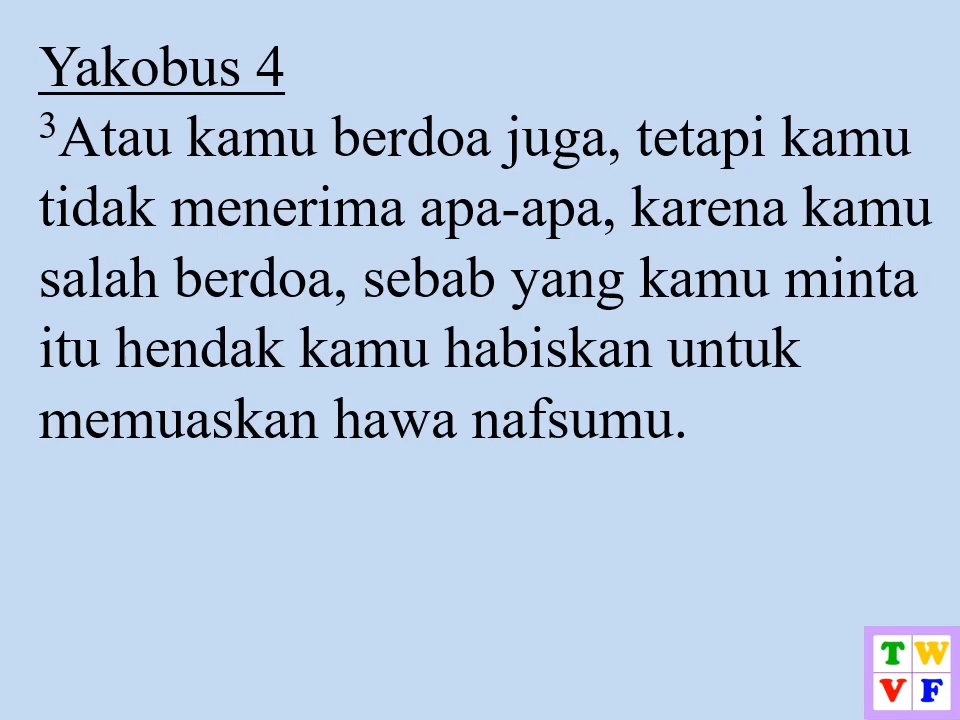 Yakobus 4
³Atau kamu berdoa juga, tetapi kamu
tidak menerima apa-apa, karena kamu
salah berdoa, sebab yang kamu minta
itu hendak kamu habiskan untuk
memuaskan hawa nafsumu.
T W
V F